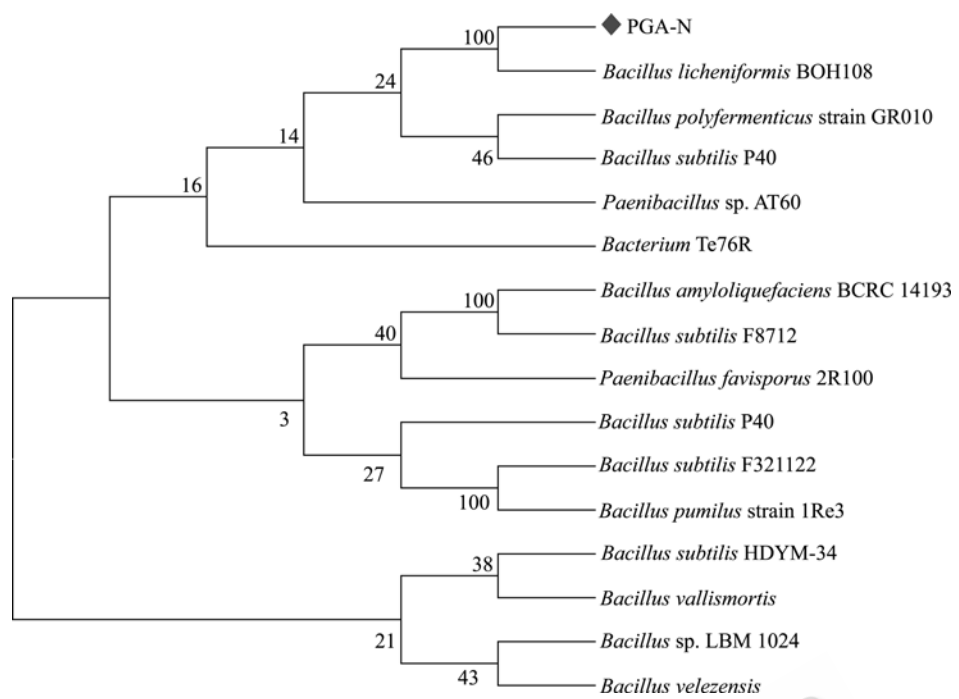 PGA-N
100
Bacillus licheniformis BOH108
24
Bacillus polyfermenticus strain GR010
14
46
Bacillus subtilis P40
16
Paenibacillus sp. AT60
Bacterium Te76R
Bacillus amyloliquefaciens BCRC 14193
100
Bacillus subtilis F8712
40
Paenibacillus favisporus 2R100
3
Bacillus subtilis P40
27
Bacillus subtilis F321122
100
Bacillus pumilus strain 1Re3
Bacillus subtilis HDYM-34
38
Bacillus vallismortis
21
Bacillus sp. LBM 1024
43
Bacillus velezensis